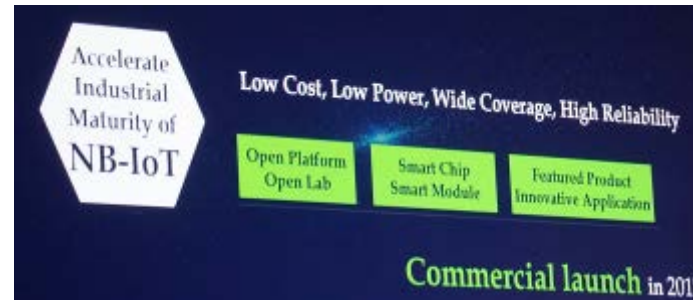 Accelerate
Industrial
Maturity of
NB-IoT
Low Cost, Low Power, Wide Coverage, High Reliability
Open Platform
Open Lab
Smart Chip
Smart Module
Featured Product
Innovative Application
Commercial launch in 201